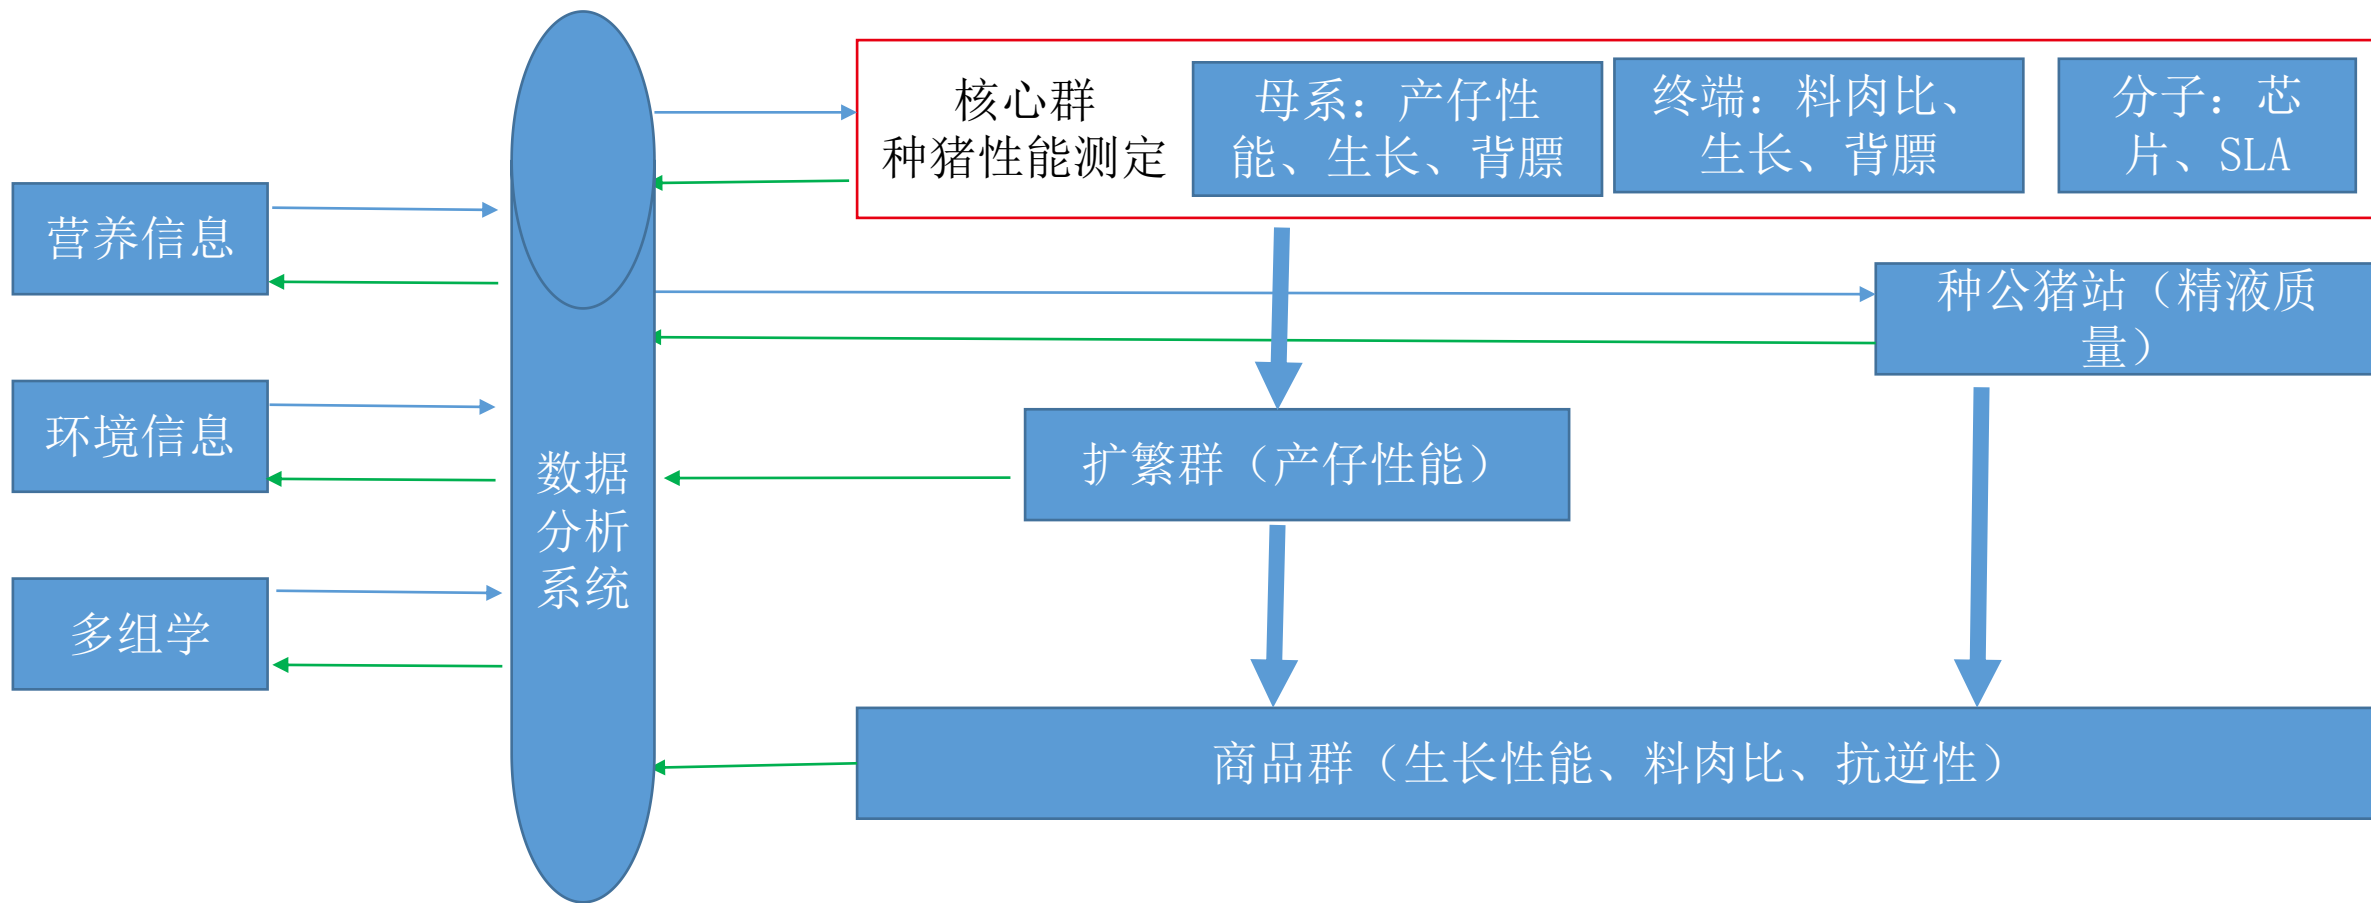 核心群
种猪性能测定
母系：产仔性
能、生长、背膘
终端：料肉比、
生长、背膘
分子：芯
片、SLA
营养信息
种公猪站（精液质
量）
环境信息
扩繁群（产仔性能）
数据
分析
系统
多组学
商品群（生长性能、料肉比、抗逆性）